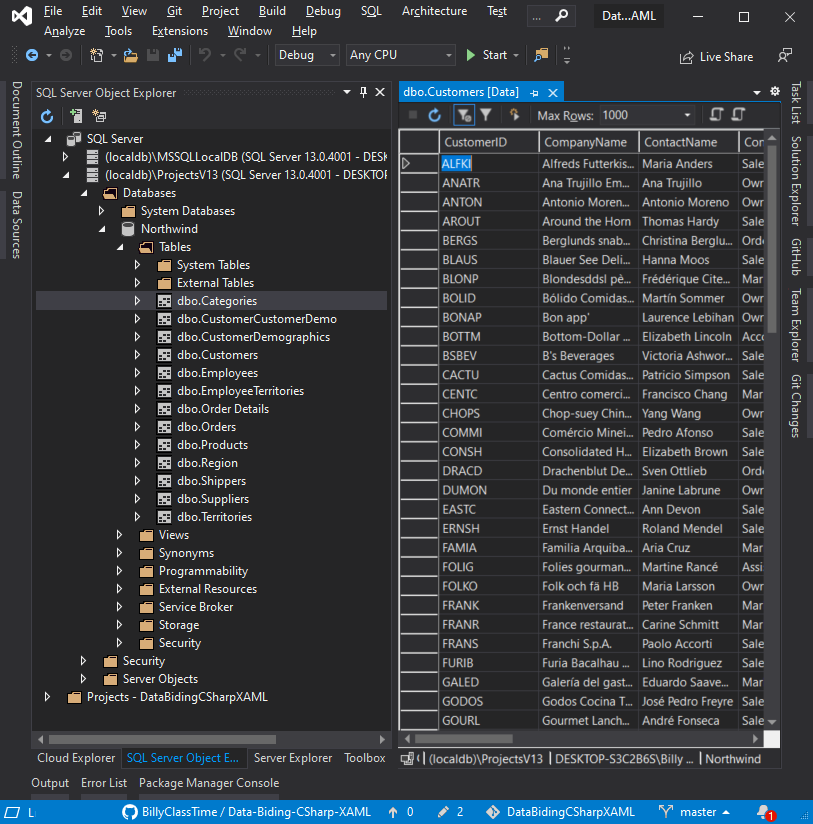 File Edit View Git Project Build Debug SQL Architecture Test ... Dat...AML
Analyze Tools Extensions Window Help
Debug Any CPU Start Live Share
Document Outline
Data Sources
SQL Server Object Explorer
SQL Server
(localdb)\MSSQLLocalDB (SQL Server 13.0.4001 - DESK
(localdb)\ProjectsV13 (SQL Server 13.0.4001 - DESKTOP
Databases
System Databases
Northwind
Tables
System Tables
External Tables
dbo.Categories
dbo.CustomerCustomerDemo
dbo.CustomerDemographics
dbo.Customers
dbo.Employees
dbo.EmployeeTerritories
dbo.Order Details
dbo.Orders
dbo.Products
dbo.Region
dbo.Shippers
dbo.Suppliers
dbo.Territories
Views
Synonyms
Programmability
External Resources
Service Broker
Storage
Security
Security
Server Objects
Projects - DataBidingCSharpXAML
Cloud Explorer SQL Server Object E... Server Explorer Toolbox
dbo.Customers [Data]
Max Rows: 1000
CustomerID CompanyName ContactName Con
ALFKI Alfreds Futterkis... Maria Anders Sale
ANATR Ana Trujillo Em... Ana Trujillo Own
ANTON Antonio Moren... Antonio Moreno Own
AROUT Around the Horn Thomas Hardy Sale
BERGS Berglunds snab... Christina Berglu... Orde
BLAUS Blauer See Deli... Hanna Moos Sale
BLONP Blondesddsl pè... Frédérique Cite... Mar
BOLID Bólido Comidas... Martín Sommer Own
BONAP Bon app' Laurence Lebihan Own
BOTTM Bottom-Dollar ... Elizabeth Lincoln Acco
BSBEV B's Beverages Victoria Ashwor... Sale
CACTU Cactus Comidas... Patricio Simpson Sale
CENTC Centro comerci... Francisco Chang Mar
CHOPS Chop-suey Chin... Yang Wang Own
COMMI Comércio Minei... Pedro Afonso Sale
CONSH Consolidated H... Elizabeth Brown Sale
DRACD Drachenblut De... Sven Ottlieb Orde
DUMON Du monde entier Janine Labrune Own
EASTC Eastern Connect... Ann Devon Sale
ERNSH Ernst Handel Roland Mendel Sale
FAMIA Familia Arquiba... Aria Cruz Mar
FOLIG Folies gourman... Martine Rancé Assi
FOLKO Folk och fä HB Maria Larsson Own
FRANK Frankenversand Peter Franken Mar
FRANR France restaurat... Carine Schmitt Mar
FRANS Franchi S.p.A. Paolo Accorti Sale
FURIB Furia Bacalhau ... Lino Rodriguez Sale
GALED Galería del gast... Eduardo Saave... Mar
GODOS Godos Cocina T... José Pedro Freyre Sale
GOURL Gourmet Lanch... André Fonseca Sale
(localdb)\ProjectsV13 DESKTOP-S3C2B6S\Billy ... Northwind
Task List
Solution Explorer
GitHub
Team Explorer
Git Changes
Output Error List Package Manager Console
BillyClassTime / Data-Biding-CSharp-XAML 0 2 DataBidingCSharpXAML master 1